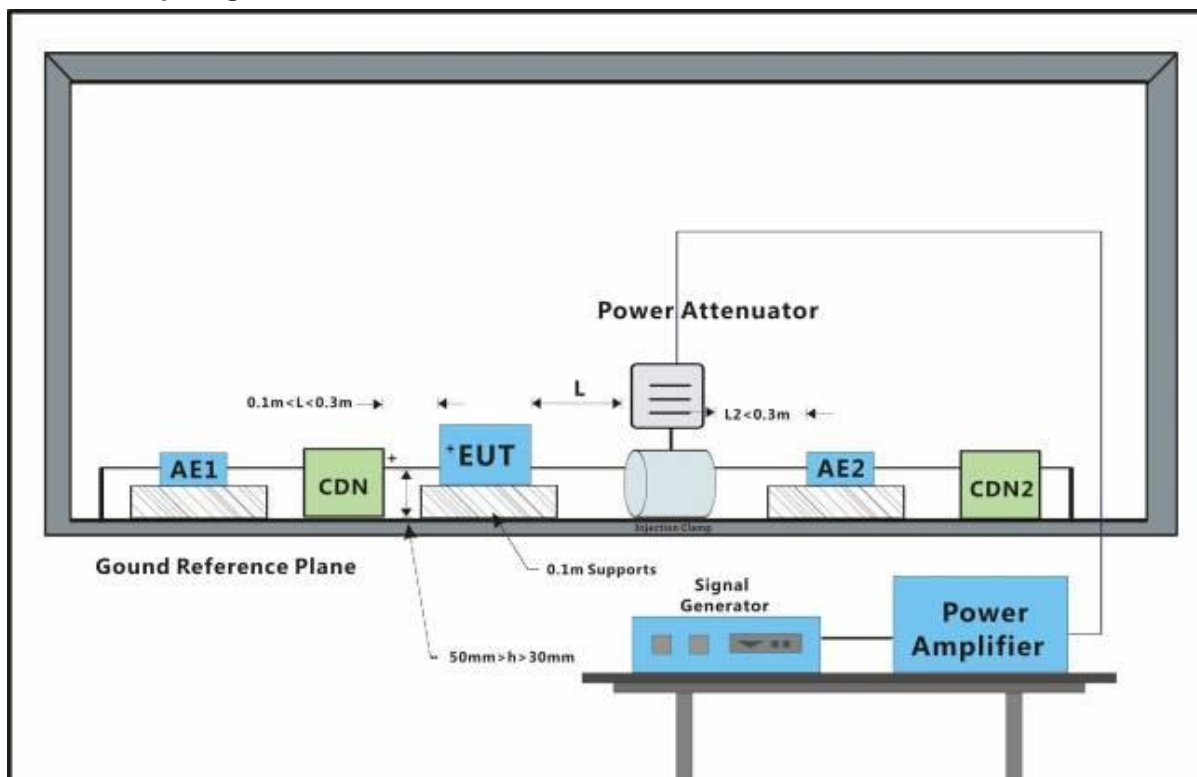 Power Attenuator
0.1m<L<0.3m
L
L2<0.3m
AE1
CDN
+
+EUT
AE2
CDN2
Injection Clamp
Gound Reference Plane
0.1m Supports
50mm>h>30mm
Signal
Generator
Power
Amplifier